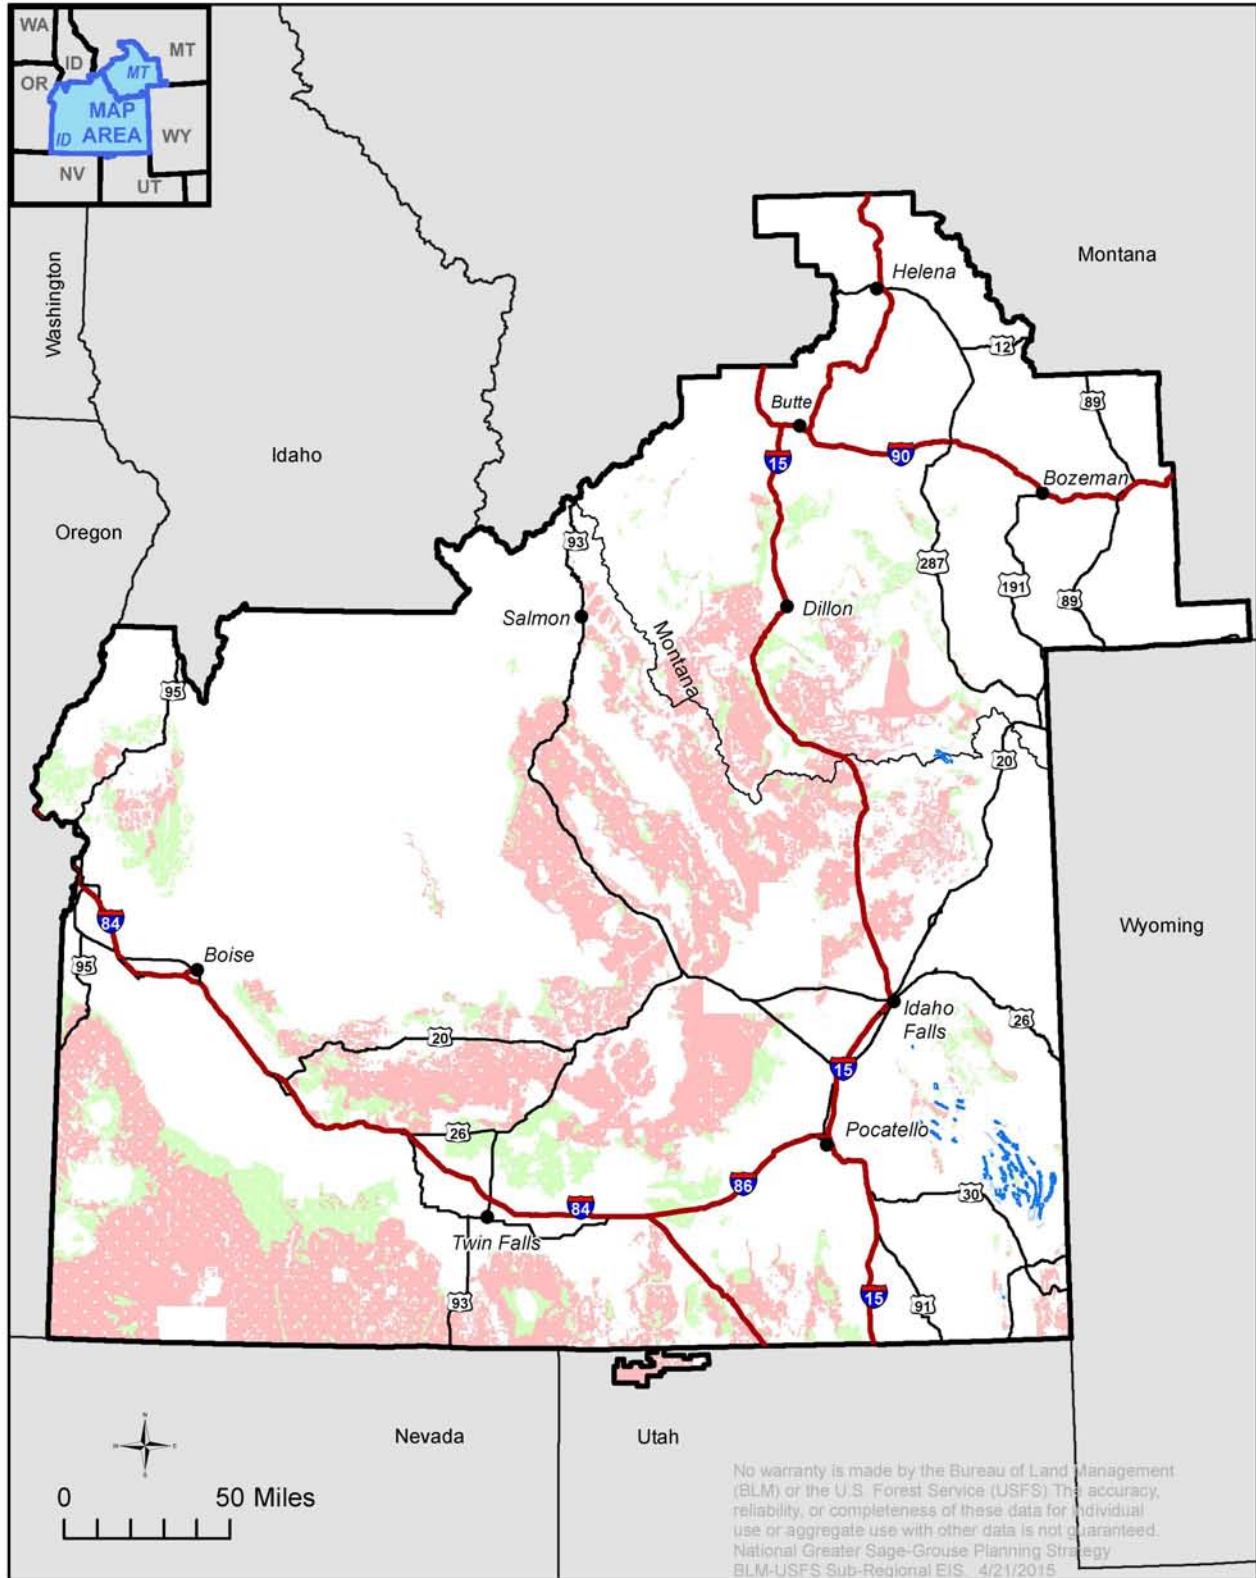 WA
ID
MT
OR
MT
MAP
AREA
ID
WY
NV
UT
Washington
Montana
Helena
12
Butte
89
Idaho
15
90
Bozeman
Oregon
93
287
191
89
Salmon
Dillon
Montana
95
20
84
Wyoming
Boise
95
Idaho
Falls
26
20
15
26
Pocatello
86
30
84
Twin Falls
93
15
91
Nevada
Utah
N
E
S
0
50 Miles
No warranty is made by the Bureau of Land Management
(BLM) or the U.S. Forest Service (USFS) The accuracy,
reliability, or completeness of these data for individual
use or aggregate use with other data is not guaranteed.
National Greater Sage-Grouse Planning Strategy
BLM-USFS Sub-Regional EIS, 4/21/2015